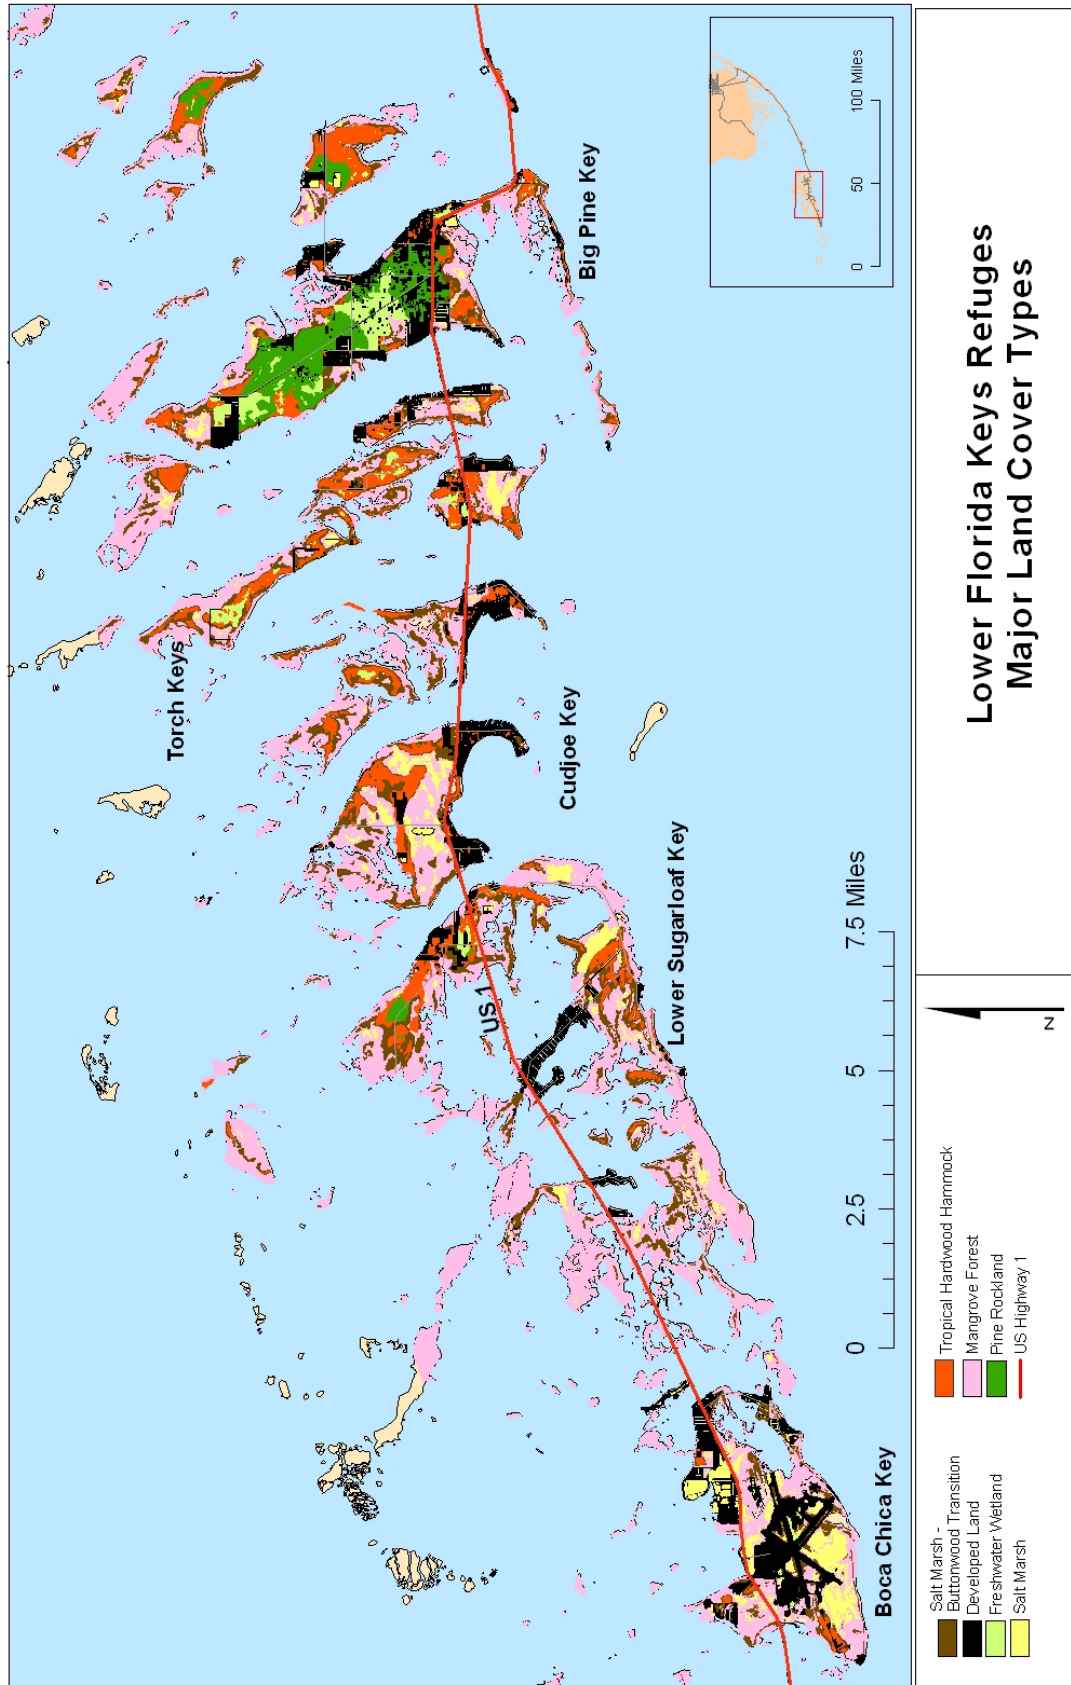 Torch Keys
Big Pine Key
Cudjoe Key
US 1
Lower Sugarloaf Key
Boca Chica Key
0 2.5 5 7.5 Miles
0 50 100 Miles
Salt Marsh -
Buttonwood Transition
Developed Land
Freshwater Wetland
Salt Marsh
Tropical Hardwood Hammock
Mangrove Forest
Pine Rockland
US Highway 1
N
Lower Florida Keys Refuges
Major Land Cover Types